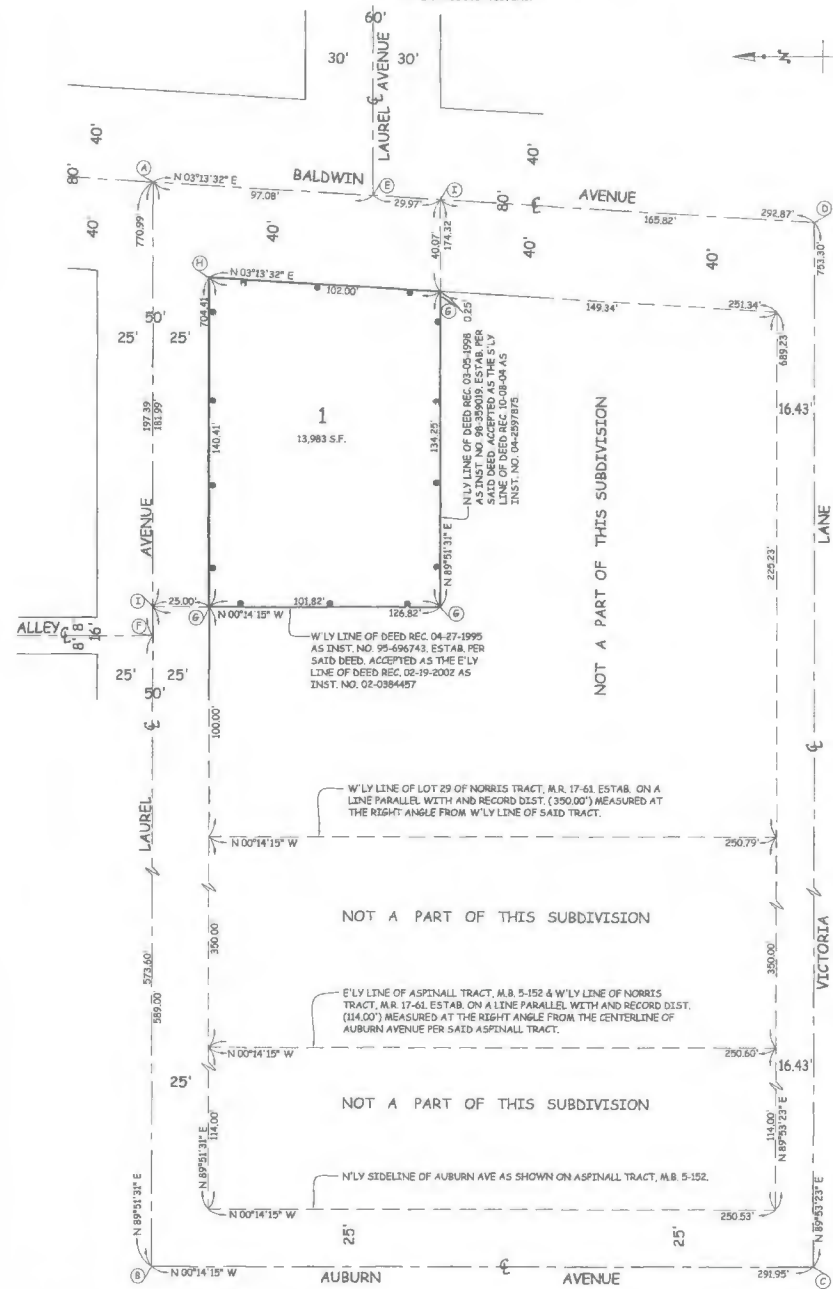 60'
30'
30'
LAUREL AVENUE
℄
N
40'
40'
80'
40'
A
N 03°13'32" E
BALDWIN
97.08'
E
29.97'
I
80'
℄
AVENUE
40'
165.82'
292.87'
D
770.99'
40'
40.07'
174.32
40'
40'
753.30'
H
N 03°13'32" E
102.00'
G
0.25'
149.34'
251.34'
704.41'
50'
25'
25'
689.23
16.43'
197.39
181.99'
140.41'
1
13,983 S.F.
134.25'
N'LY LINE OF DEED REC. 03-05-1998
AS INST. NO. 98-359019, ESTAB. PER
SAID DEED. ACCEPTED AS THE S'LY
LINE OF DEED REC. 10-08-04 AS
INST. NO. 04-2597875.
N 89°51'31" E
NOT A PART OF THIS SUBDIVISION
225.23'
LANE
AVENUE
I
25.00'
G
101.82'
126.82'
G
N 00°14'15" W
F
ALLEY ℄
8' 8'
16'
25'
25'
50'
W'LY LINE OF DEED REC. 04-27-1995
AS INST. NO. 95-696743, ESTAB. PER
SAID DEED. ACCEPTED AS THE E'LY
LINE OF DEED REC. 02-19-2002 AS
INST. NO. 02-0384457
℄
100.00'
℄
LAUREL
W'LY LINE OF LOT 29 OF NORRIS TRACT, M.R. 17-61. ESTAB. ON A
LINE PARALLEL WITH AND RECORD DIST. (350.00') MEASURED AT
THE RIGHT ANGLE FROM W'LY LINE OF SAID TRACT.
N 00°14'15" W
250.79'
NOT A PART OF THIS SUBDIVISION
573.60'
589.00'
350.00'
350.00'
VICTORIA
E'LY LINE OF ASPINALL TRACT, M.B. 5-152 & W'LY LINE OF NORRIS
TRACT, M.R. 17-61. ESTAB. ON A LINE PARALLEL WITH AND RECORD DIST.
(114.00') MEASURED AT THE RIGHT ANGLE FROM THE CENTERLINE OF
AUBURN AVENUE PER SAID ASPINALL TRACT.
N 00°14'15" W
250.60'
16.43'
25'
NOT A PART OF THIS SUBDIVISION
N 89°51'31" E
114.00'
114.00'
N 89°53'23" E
N'LY SIDELINE OF AUBURN AVE AS SHOWN ON ASPINALL TRACT, M.B. 5-152.
N 00°14'15" W
250.53'
N 89°51'31" E
25'
25'
N 89°53'23" E
B
N 00°14'15" W
AUBURN
℄
AVENUE
291.95'
C